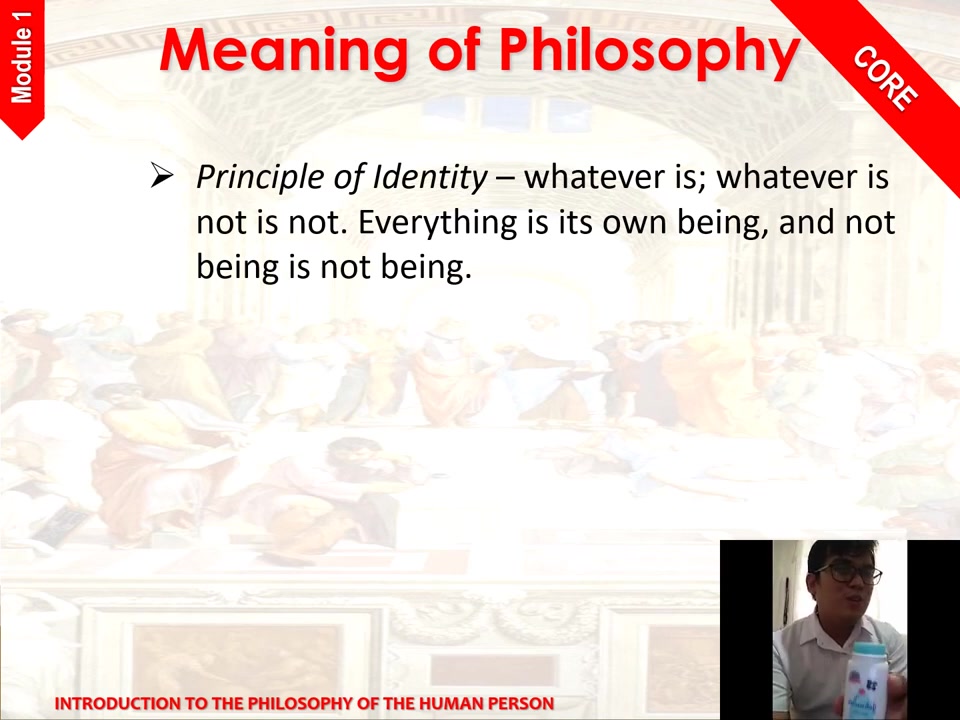 Module 1
Meaning of Philosophy
CORE
➢ Principle of Identity – whatever is; whatever is
not is not. Everything is its own being, and not
being is not being.
INTRODUCTION TO THE PHILOSOPHY OF THE HUMAN PERSON